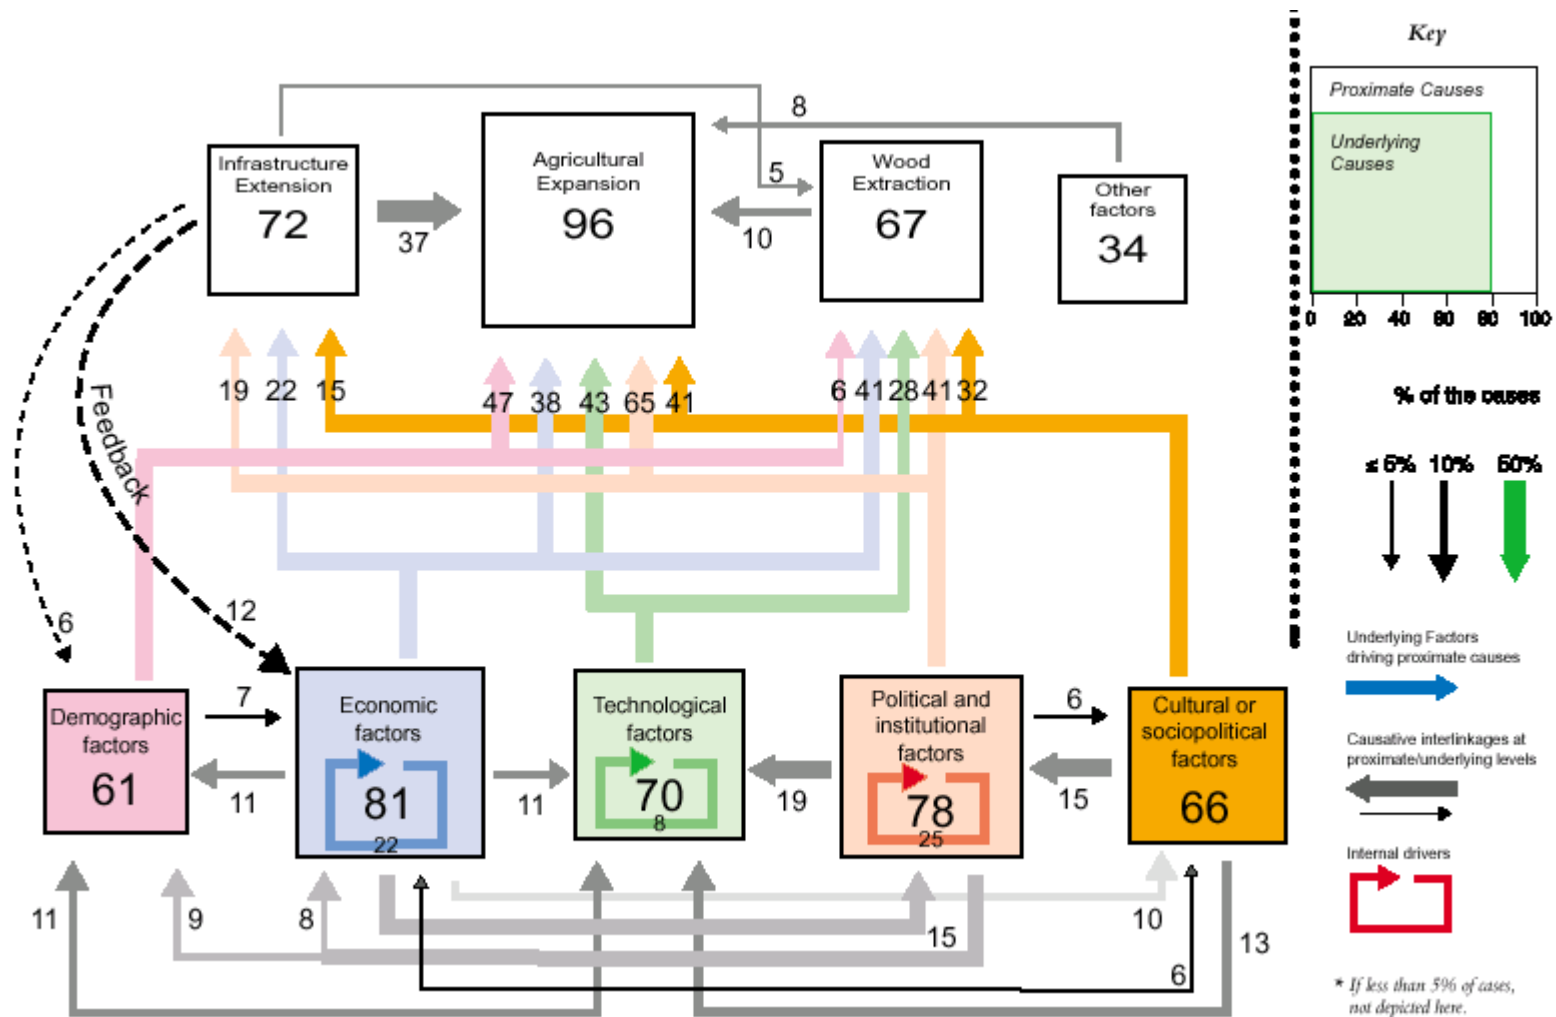 Key
Proximate Causes
Underlying
Causes
0 20 40 60 80 100
% of the cases
≤ 5% 10% 50%
Underlying Factors
driving proximate causes
Causative interlinkages at
proximate/underlying levels
Internal drivers
* If less than 5% of cases,
not depicted here.
Infrastructure
Extension
72
Agricultural
Expansion
96
Wood
Extraction
67
Other
factors
34
8
5
37
10
19 22 15
47 38 43 65 41
6 41 28 41 32
Feedback
6
12
Demographic
factors
61
7
11
Economic
factors
81
22
11
Technological
factors
70
8
19
Political and
institutional
factors
78
25
6
15
Cultural or
sociopolitical
factors
66
11
9
8
15
10
6
13